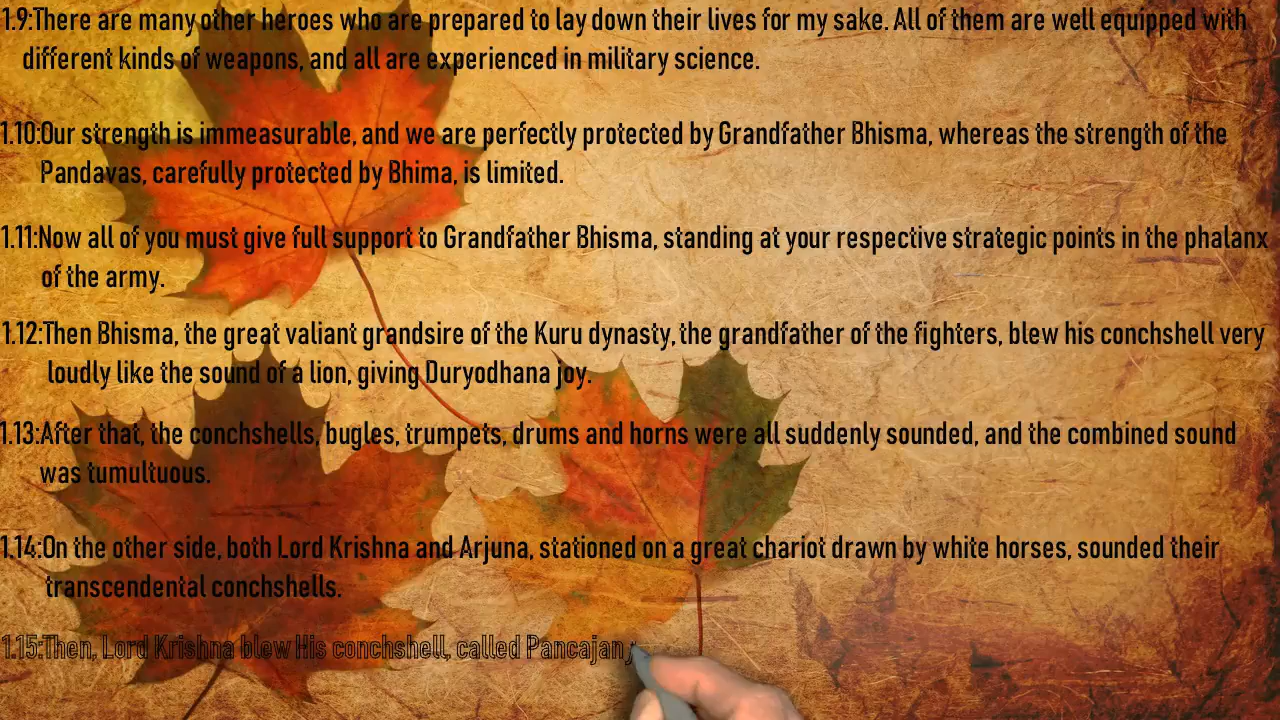 1.9:There are many other heroes who are prepared to lay down their lives for my sake. All of them are well equipped with
different kinds of weapons, and all are experienced in military science.
1.10:Our strength is immeasurable, and we are perfectly protected by Grandfather Bhisma, whereas the strength of the
Pandavas, carefully protected by Bhima, is limited.
1.11:Now all of you must give full support to Grandfather Bhisma, standing at your respective strategic points in the phalanx
of the army.
1.12:Then Bhisma, the great valiant grandsire of the Kuru dynasty, the grandfather of the fighters, blew his conchshell very
loudly like the sound of a lion, giving Duryodhana joy.
1.13:After that, the conchshells, bugles, trumpets, drums and horns were all suddenly sounded, and the combined sound
was tumultuous.
1.14:On the other side, both Lord Krishna and Arjuna, stationed on a great chariot drawn by white horses, sounded their
transcendental conchshells.
1.15:Then, Lord Krishna blew His conchshell, called Pancajan